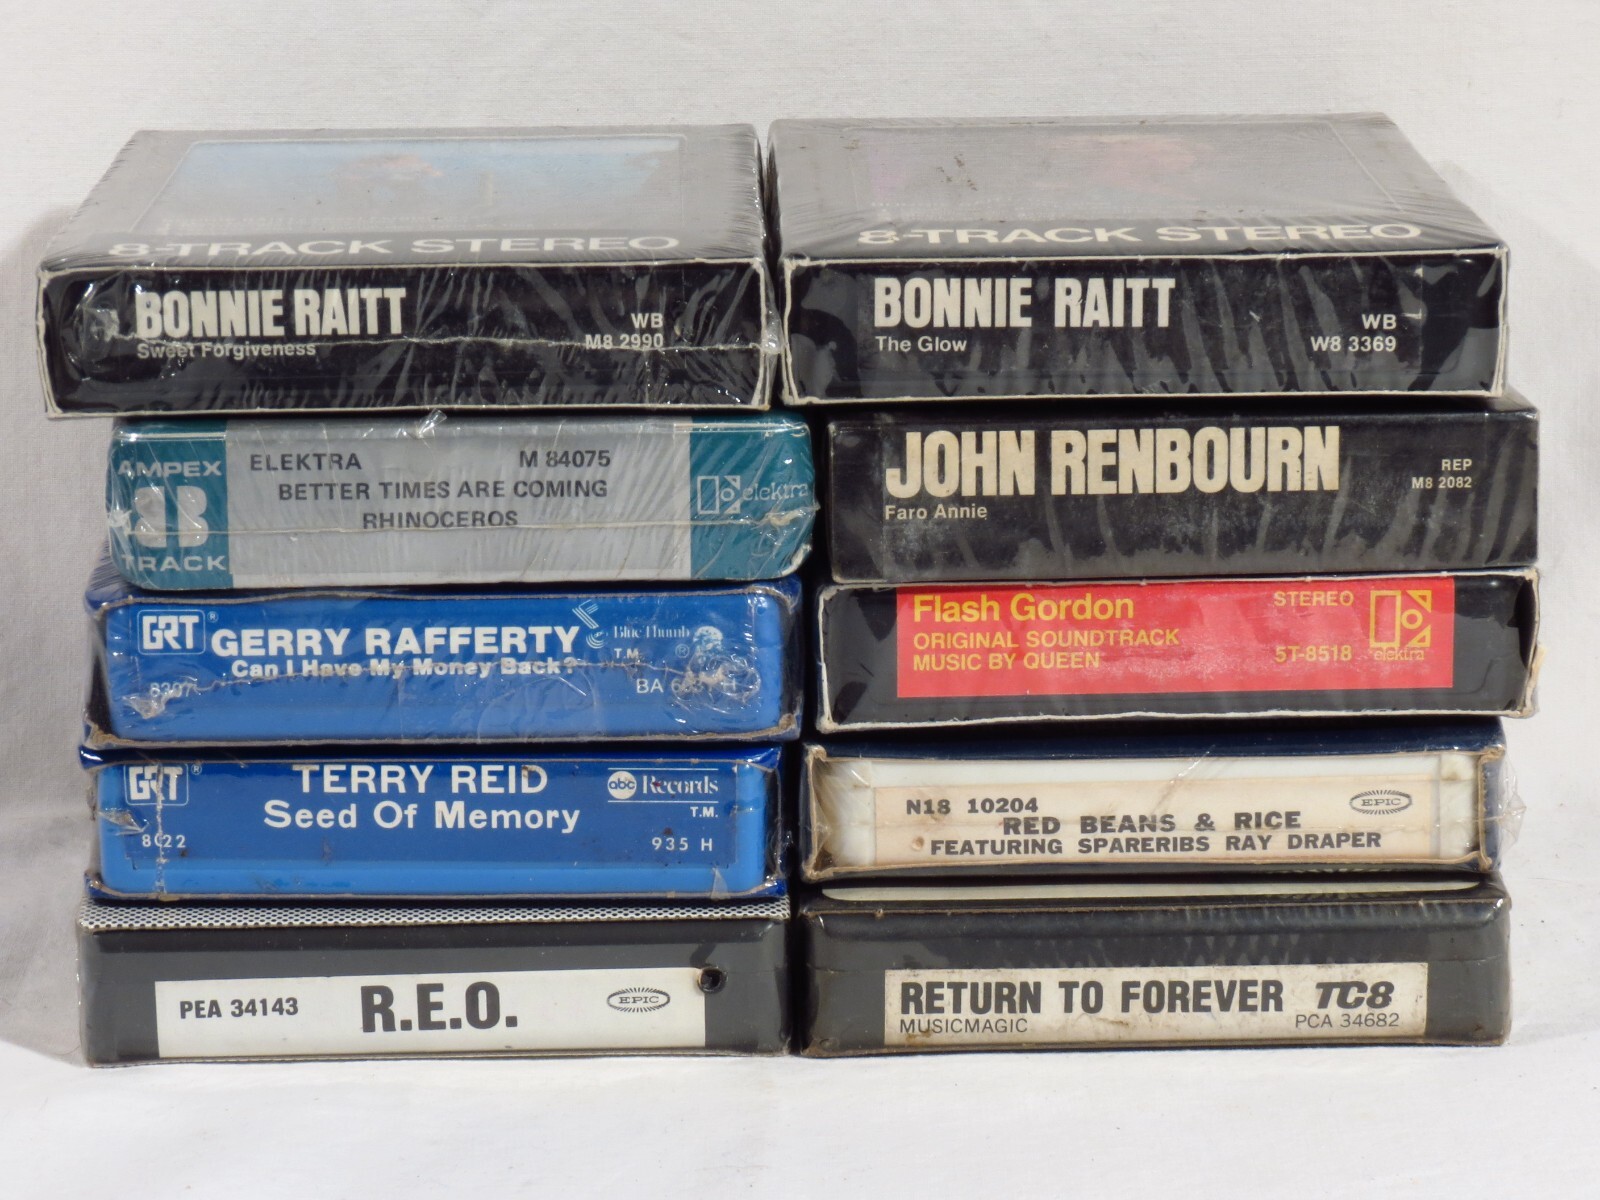 8-TRACK STEREO
BONNIE RAITT
Sweet Forgiveness
WB
M8 2990
8-TRACK STEREO
BONNIE RAITT
The Glow
WB
W8 3369
AMPEX
8
TRACK
ELEKTRA M 84075
BETTER TIMES ARE COMING
RHINOCEROS
elektra
JOHN RENBOURN
Faro Annie
REP
M8 2082
GRT®
GERRY RAFFERTY
Can I Have My Money Back?
Blue Thumb
T.M.
BA
Flash Gordon
ORIGINAL SOUNDTRACK
MUSIC BY QUEEN
STEREO
5T-8518
elektra
GRT®
TERRY REID
Seed Of Memory
abc Records
T.M.
8022
935 H
N18 10204
EPIC
RED BEANS & RICE
FEATURING SPARERIBS RAY DRAPER
PEA 34143
R.E.O.
EPIC
RETURN TO FOREVER TC8
MUSICMAGIC PCA 34682